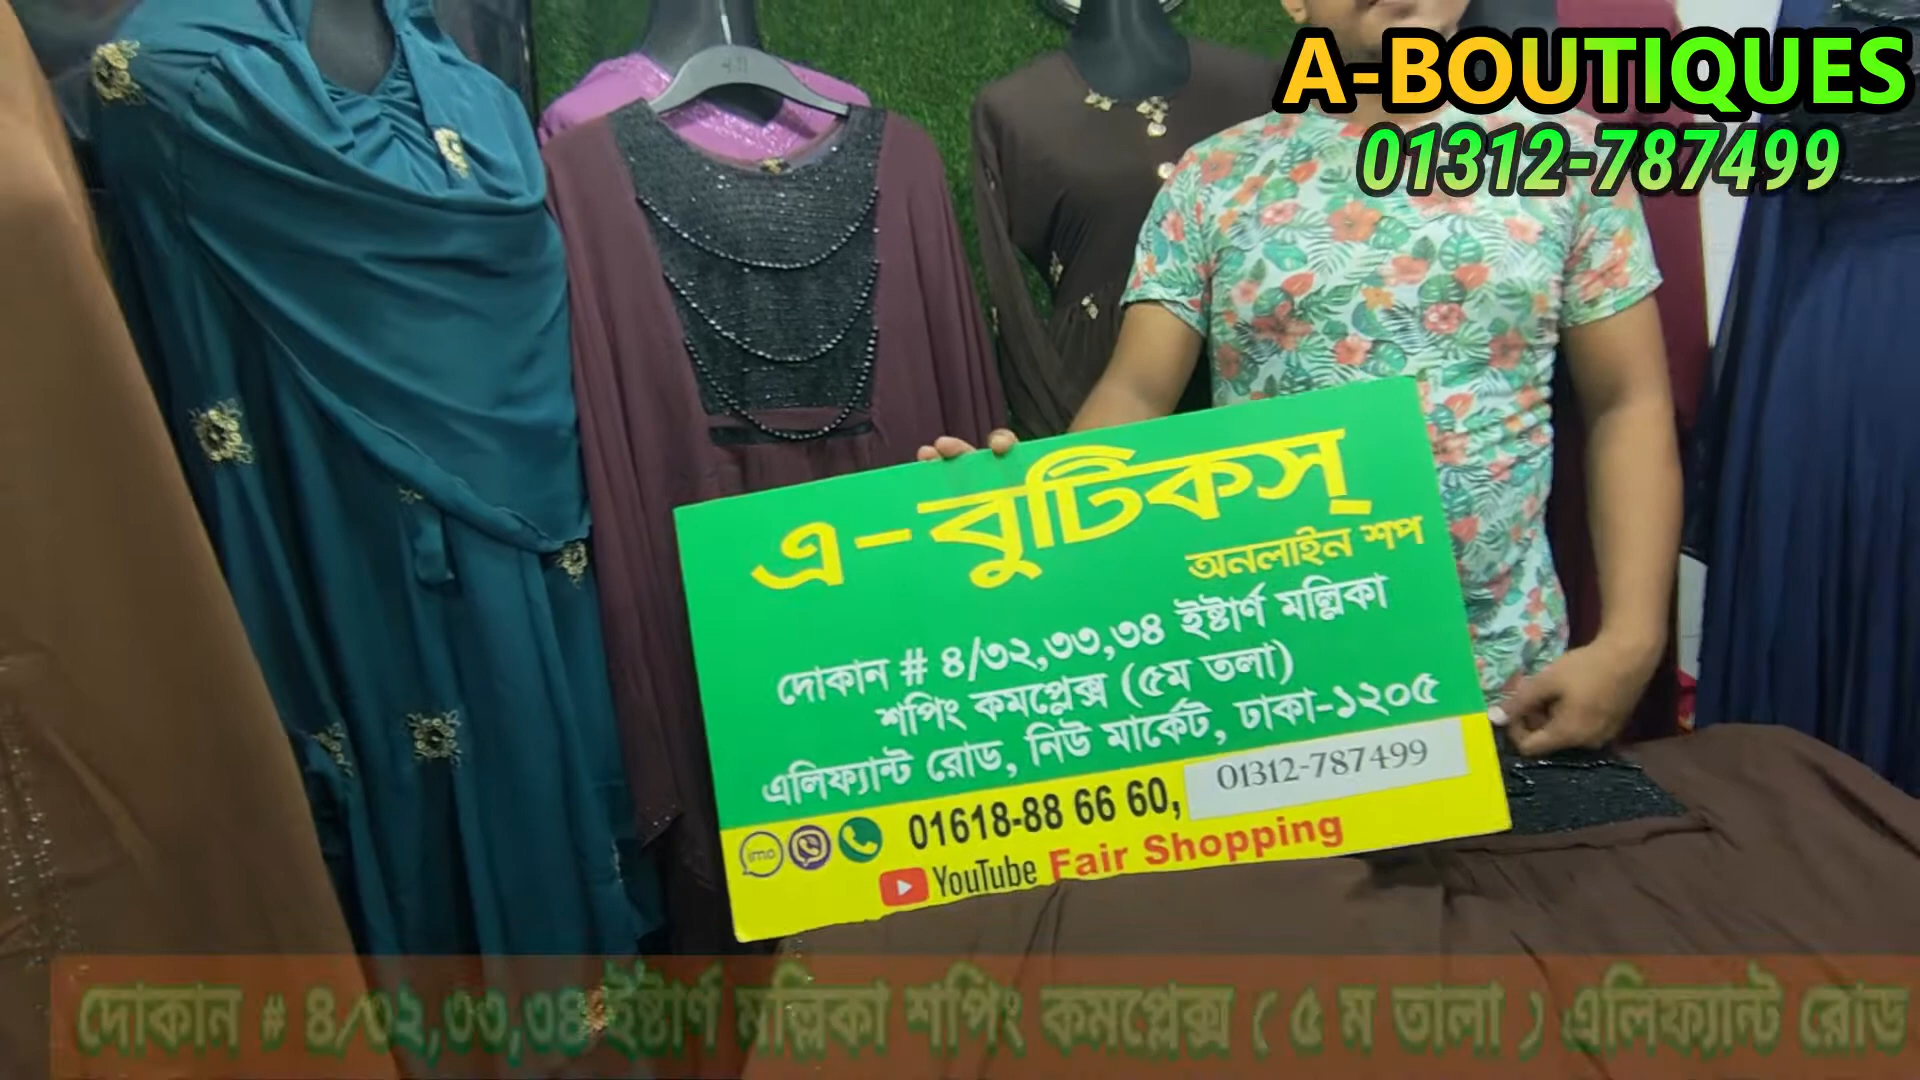 A-BOUTIQUES
01312-787499
4.11
এ-বুটিকস্
অনলাইন শপ
দোকান # ৪/৩২,৩৩,৩৪ ইষ্টার্ণ মল্লিকা
শপিং কমপ্লেক্স (৫ম তলা)
এলিফ্যান্ট রোড, নিউ মার্কেট, ঢাকা-১২০৫
imo 01618-88 66 60, 01312-787499
YouTube Fair Shopping
দোকান # ৪/৩২,৩৩,৩৪ ইষ্টার্ণ মল্লিকা শপিং কমপ্লেক্স ( ৫ ম তালা ) এলিফ্যান্ট রোড